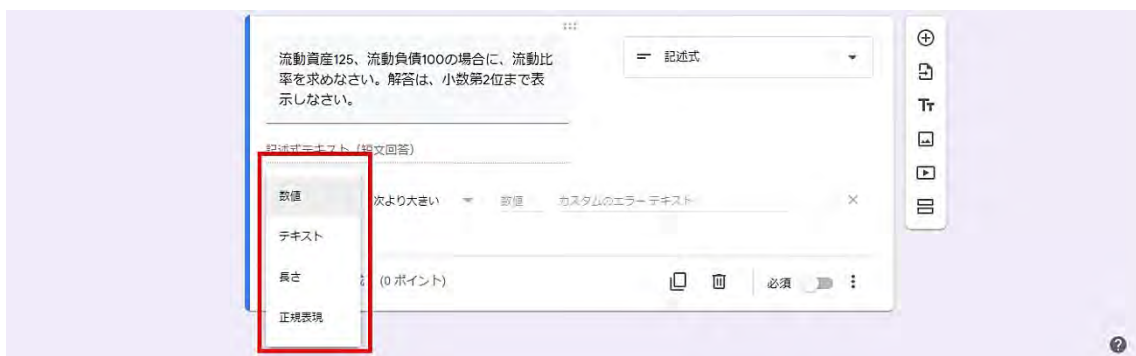 流動資産125、流動負債100の場合に、流動比
率を求めなさい。解答は、小数第2位まで表
示しなさい。
記述式
記述式テキスト（短文回答）
数値
次より大きい
数値
カスタムのエラー テキスト
テキスト
長さ
(0 ポイント)
必須
正規表現